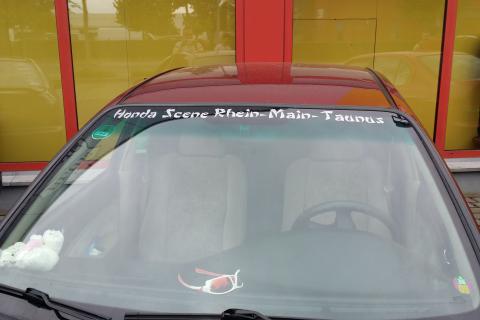 Honda Scene Rhein-Main-Taunus